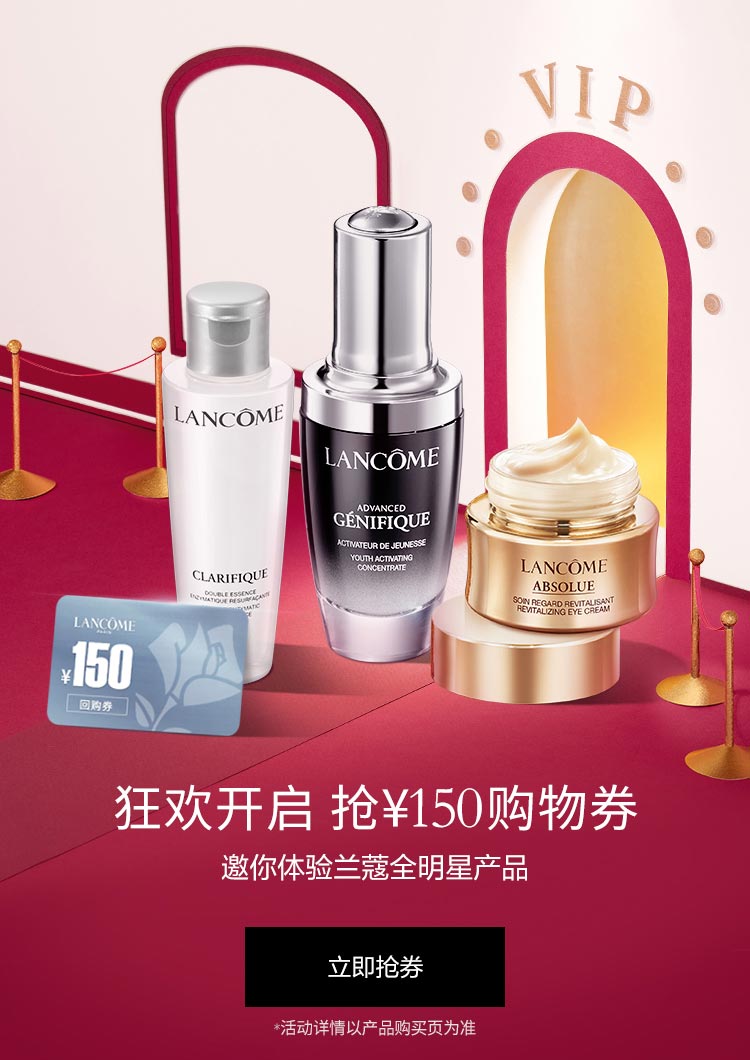 VIP
LANCÔME
CLARIFIQUE
DOUBLE ESSENCE
ENZYMATIQUE RESURFAÇANTE
LANCÔME
ADVANCED
GÉNIFIQUE
ACTIVATEUR DE JEUNESSE
YOUTH ACTIVATING
CONCENTRATE
LANCÔME
ABSOLUE
SOIN REGARD REVITALISANT
REVITALIZING EYE CREAM
LANCÔME
PARIS
¥150
回购券
狂欢开启 抢¥150购物券
邀你体验兰蔻全明星产品
立即抢券
*活动详情以产品购买页为准